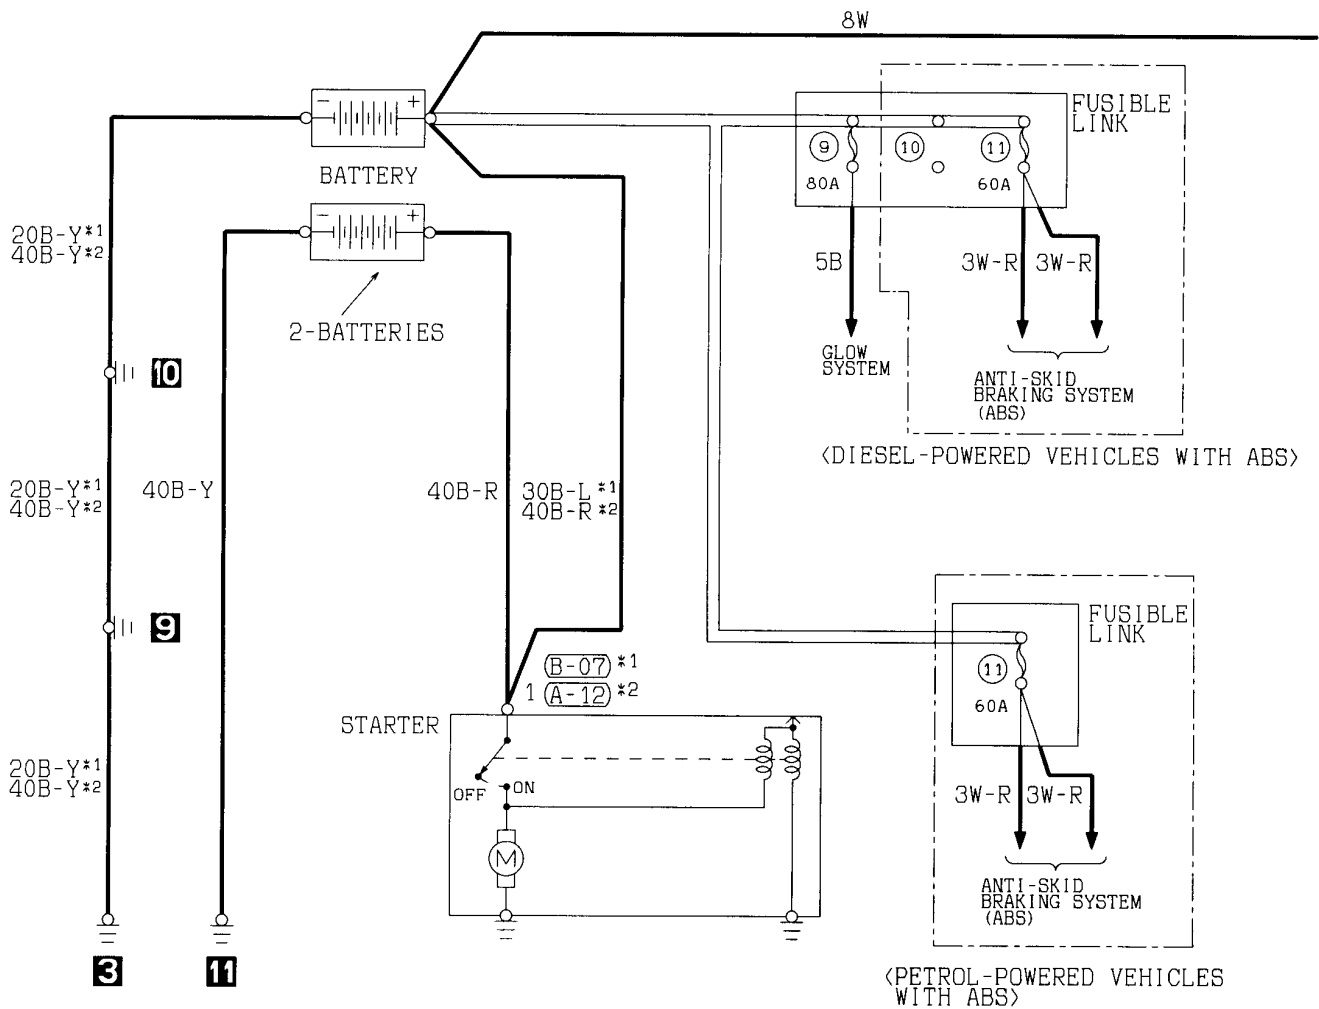 8W
− +
BATTERY
− +
2-BATTERIES
20B-Y*1
40B-Y*2
10
20B-Y*1
40B-Y*2
40B-Y
40B-R
30B-L*1
40B-R*2
9
20B-Y*1
40B-Y*2
3
11
B-07 *1
1 A-12 *2
STARTER
OFF
ON
M
FUSIBLE
LINK
9
10
11
80A
60A
5B
3W-R
3W-R
GLOW
SYSTEM
ANTI-SKID
BRAKING SYSTEM
(ABS)
<DIESEL-POWERED VEHICLES WITH ABS>
FUSIBLE
LINK
11
60A
3W-R
3W-R
ANTI-SKID
BRAKING SYSTEM
(ABS)
<PETROL-POWERED VEHICLES
WITH ABS>